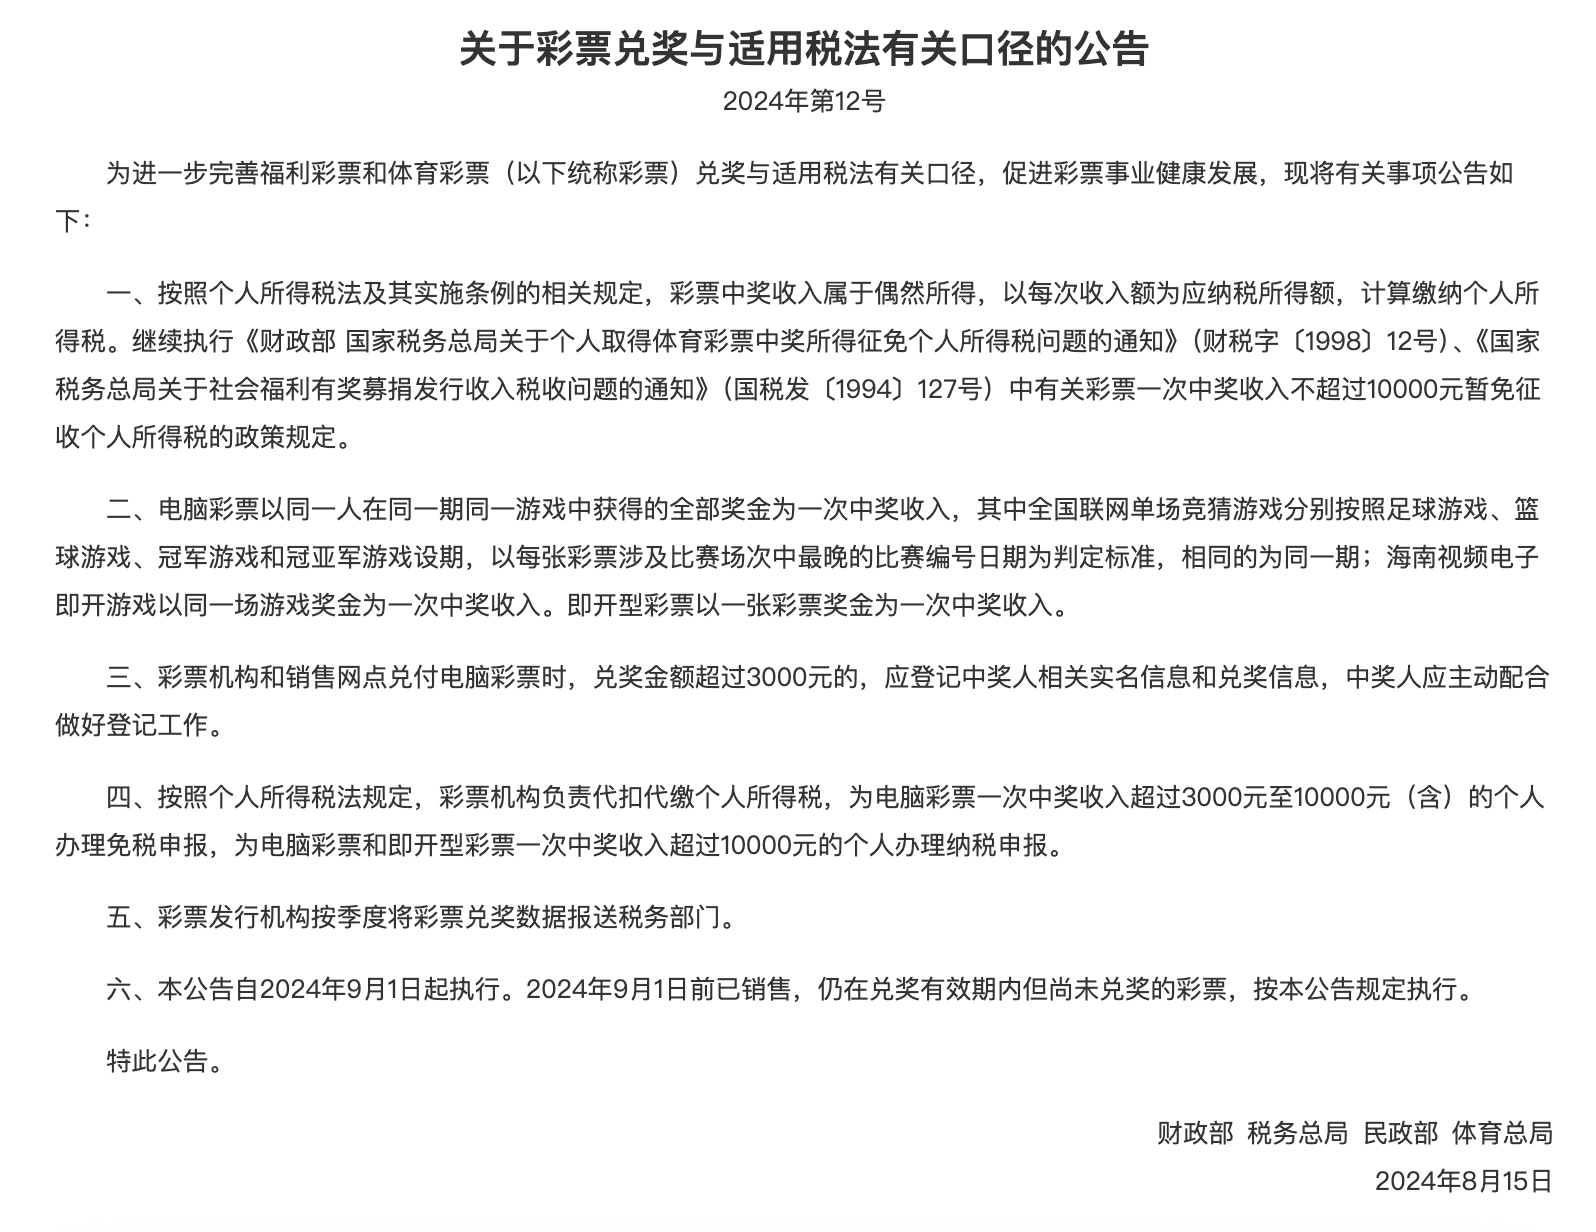 关于彩票兑奖与适用税法有关口径的公告
2024年第12号
为进一步完善福利彩票和体育彩票（以下统称彩票）兑奖与适用税法有关口径，促进彩票事业健康发展，现将有关事项公告如
下：
一、按照个人所得税法及其实施条例的相关规定，彩票中奖收入属于偶然所得，以每次收入额为应纳税所得额，计算缴纳个人所
得税。继续执行《财政部 国家税务总局关于个人取得体育彩票中奖所得征免个人所得税问题的通知》（财税字〔1998〕12号）、《国家
税务总局关于社会福利有奖募捐发行收入税收问题的通知》（国税发〔1994〕127号）中有关彩票一次中奖收入不超过10000元暂免征
收个人所得税的政策规定。
二、电脑彩票以同一人在同一期同一游戏中获得的全部奖金为一次中奖收入，其中全国联网单场竞猜游戏分别按照足球游戏、篮
球游戏、冠军游戏和冠亚军游戏设期，以每张彩票涉及比赛场次中最晚的比赛编号日期为判定标准，相同的为同一期；海南视频电子
即开游戏以同一场游戏奖金为一次中奖收入。即开型彩票以一张彩票奖金为一次中奖收入。
三、彩票机构和销售网点兑付电脑彩票时，兑奖金额超过3000元的，应登记中奖人相关实名信息和兑奖信息，中奖人应主动配合
做好登记工作。
四、按照个人所得税法规定，彩票机构负责代扣代缴个人所得税，为电脑彩票一次中奖收入超过3000元至10000元（含）的个人
办理免税申报，为电脑彩票和即开型彩票一次中奖收入超过10000元的个人办理纳税申报。
五、彩票发行机构按季度将彩票兑奖数据报送税务部门。
六、本公告自2024年9月1日起执行。2024年9月1日前已销售，仍在兑奖有效期内但尚未兑奖的彩票，按本公告规定执行。
特此公告。
财政部 税务总局 民政部 体育总局
2024年8月15日